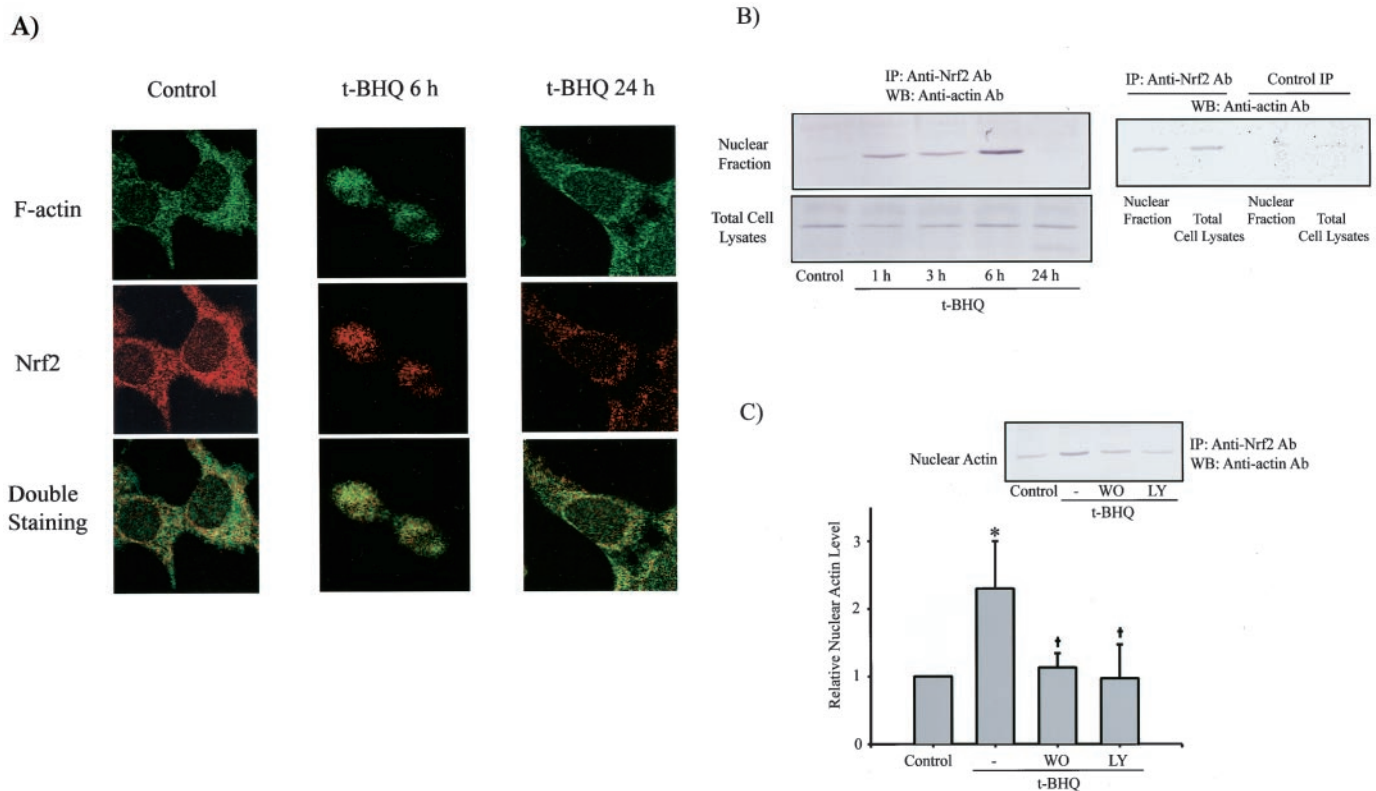 A)
Control
t-BHQ 6 h
t-BHQ 24 h
F-actin
Nrf2
Double
Staining
B)
IP: Anti-Nrf2 Ab
WB: Anti-actin Ab
Nuclear
Fraction
Total Cell
Lysates
Control
1 h
3 h
6 h
24 h
t-BHQ
IP: Anti-Nrf2 Ab
Control IP
WB: Anti-actin Ab
Nuclear
Fraction
Total
Cell Lysates
Nuclear
Fraction
Total
Cell Lysates
C)
Nuclear Actin
IP: Anti-Nrf2 Ab
WB: Anti-actin Ab
Control
-
WO
LY
t-BHQ
Relative Nuclear Actin Level
3
2
1
0
*
†
†
Control
-
WO
LY
t-BHQ